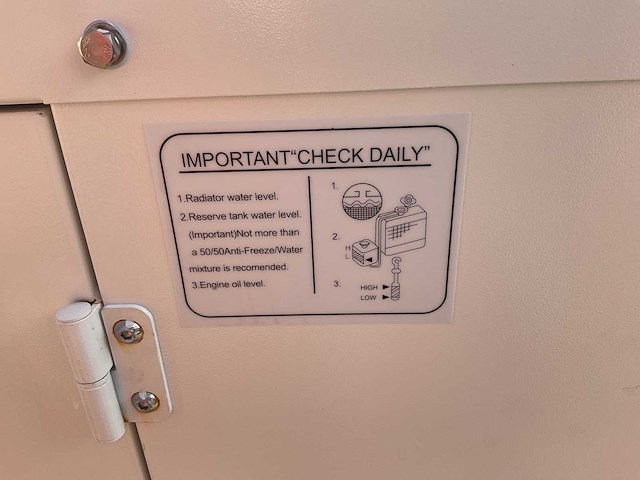 IMPORTANT“CHECK DAILY”
1.Radiator water level.
2.Reserve tank water level.
(Important)Not more than
a 50/50Anti-Freeze/Water
mixture is recomended.
3.Engine oil level.
1.
2.
H
L
3.
HIGH
LOW